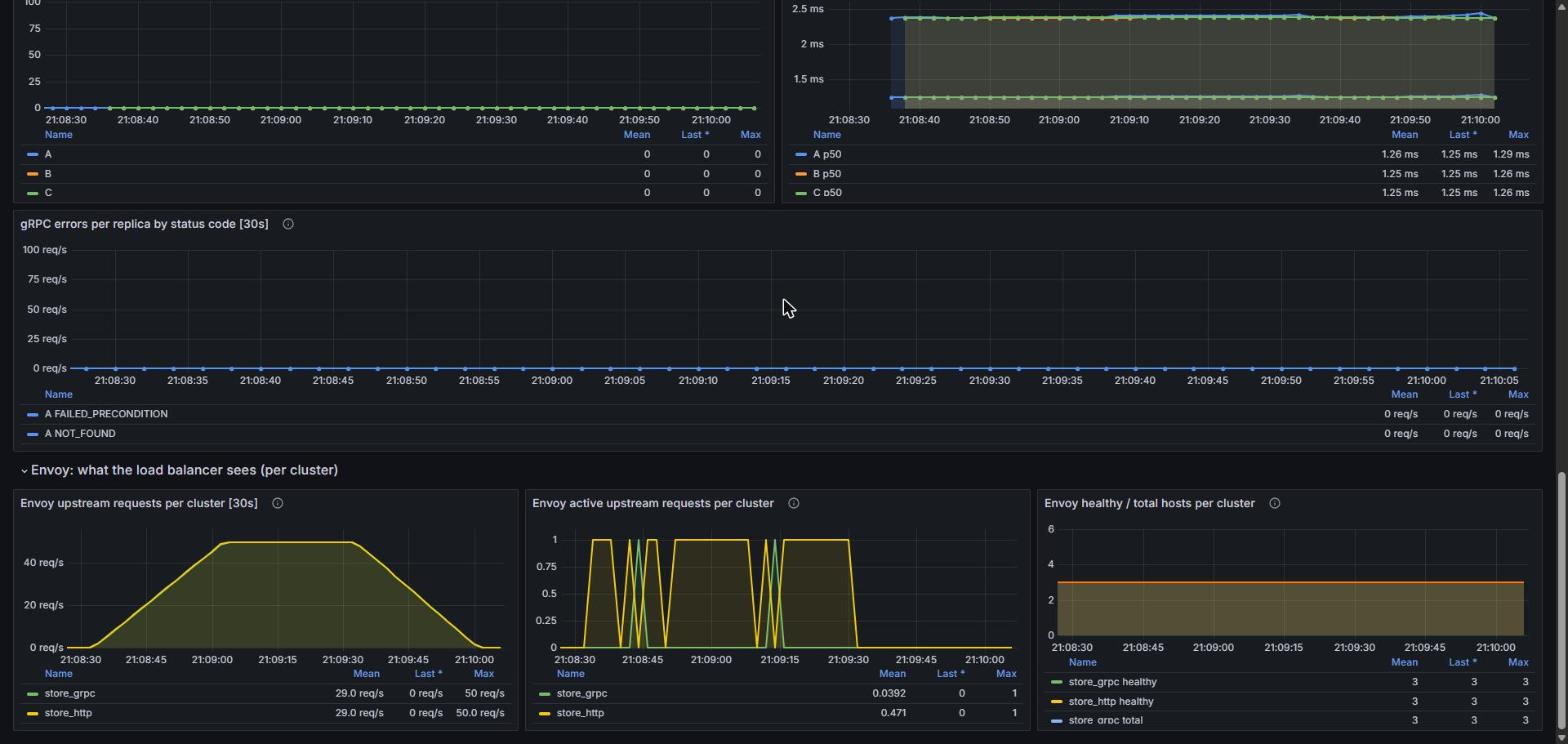 100
75
50
25
0
21:08:30 21:08:40 21:08:50 21:09:00 21:09:10 21:09:20 21:09:30 21:09:40 21:09:50 21:10:00
Name Mean Last * Max
A 0 0 0
B 0 0 0
C 0 0 0
2.5 ms
2 ms
1.5 ms
21:08:30 21:08:40 21:08:50 21:09:00 21:09:10 21:09:20 21:09:30 21:09:40 21:09:50 21:10:00
Name Mean Last * Max
A p50 1.26 ms 1.25 ms 1.29 ms
B p50 1.25 ms 1.25 ms 1.26 ms
C p50 1.25 ms 1.25 ms 1.26 ms
gRPC errors per replica by status code [30s]
100 req/s
75 req/s
50 req/s
25 req/s
0 req/s
21:08:30 21:08:35 21:08:40 21:08:45 21:08:50 21:08:55 21:09:00 21:09:05 21:09:10 21:09:15 21:09:20 21:09:25 21:09:30 21:09:35 21:09:40 21:09:45 21:09:50 21:09:55 21:10:00 21:10:05
Name Mean Last * Max
A FAILED_PRECONDITION 0 req/s 0 req/s 0 req/s
A NOT_FOUND 0 req/s 0 req/s 0 req/s
Envoy: what the load balancer sees (per cluster)
Envoy upstream requests per cluster [30s]
40 req/s
20 req/s
0 req/s
21:08:30 21:08:45 21:09:00 21:09:15 21:09:30 21:09:45 21:10:00
Name Mean Last * Max
store_grpc 29.0 req/s 0 req/s 50 req/s
store_http 29.0 req/s 0 req/s 50.0 req/s
Envoy active upstream requests per cluster
1
0.75
0.5
0.25
0
21:08:30 21:08:45 21:09:00 21:09:15 21:09:30 21:09:45 21:10:00
Name Mean Last * Max
store_grpc 0.0392 0 1
store_http 0.471 0 1
Envoy healthy / total hosts per cluster
6
4
2
0
21:08:30 21:08:45 21:09:00 21:09:15 21:09:30 21:09:45 21:10:00
Name Mean Last * Max
store_grpc healthy 3 3 3
store_http healthy 3 3 3
store_grpc total 3 3 3